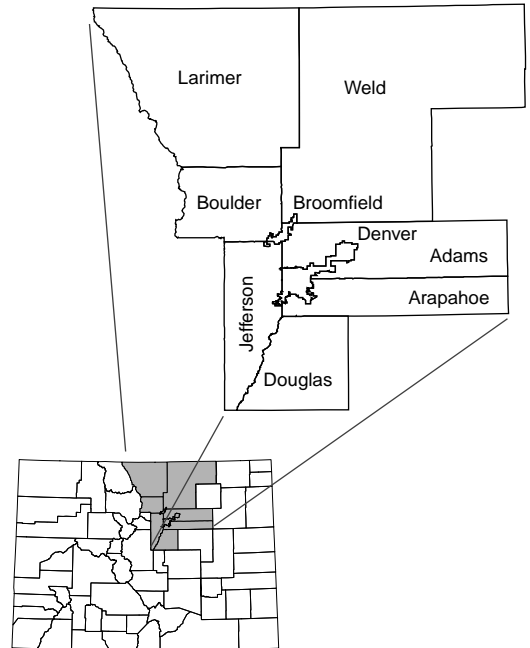 Larimer
Weld
Boulder
Broomfield
Denver
Adams
Jefferson
Arapahoe
Douglas